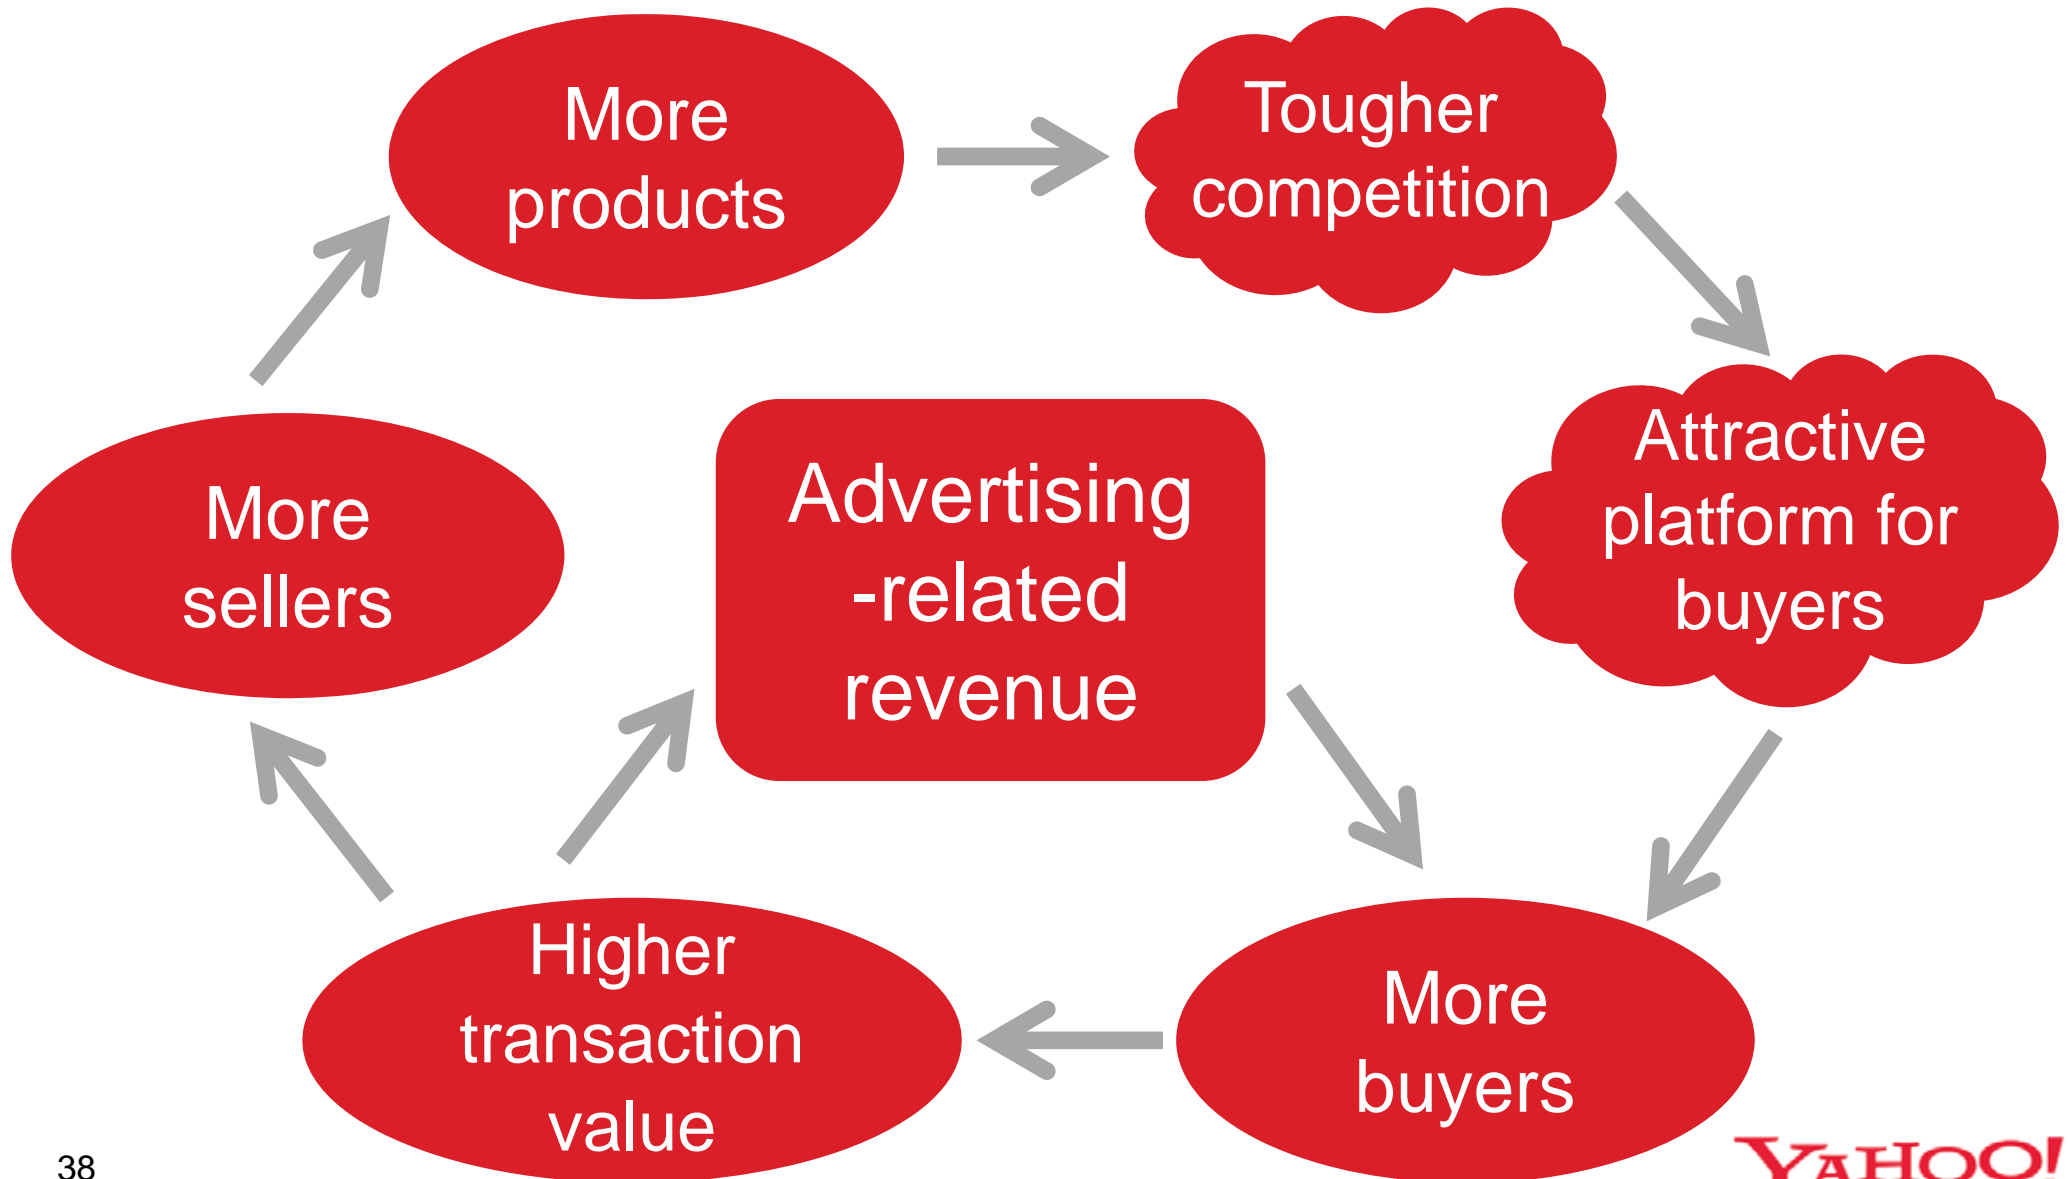 More
products
Tougher
competition
Attractive
platform for
buyers
More
sellers
Advertising
-related
revenue
Higher
transaction
value
More
buyers
38
YAHOO!